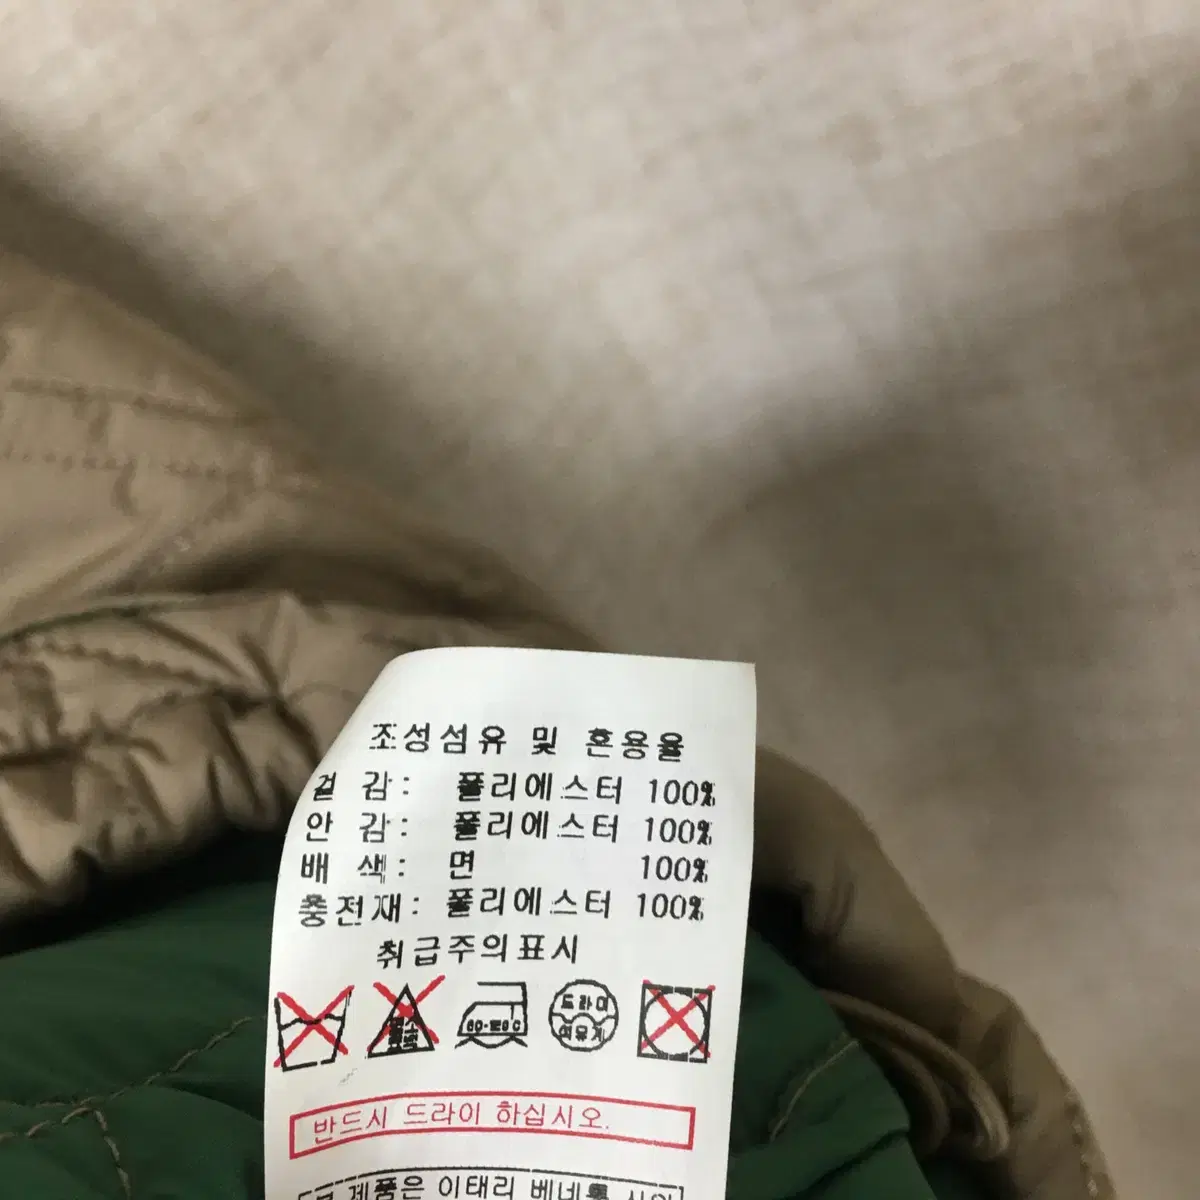 조성섬유 및 혼용율
겉 감: 폴리에스터 100%
안 감: 폴리에스터 100%
배 색: 면 100%
충전재: 폴리에스터 100%
취급주의표시
드라이
석유계
반드시 드라이 하십시오.
제품은 이태리 베네통